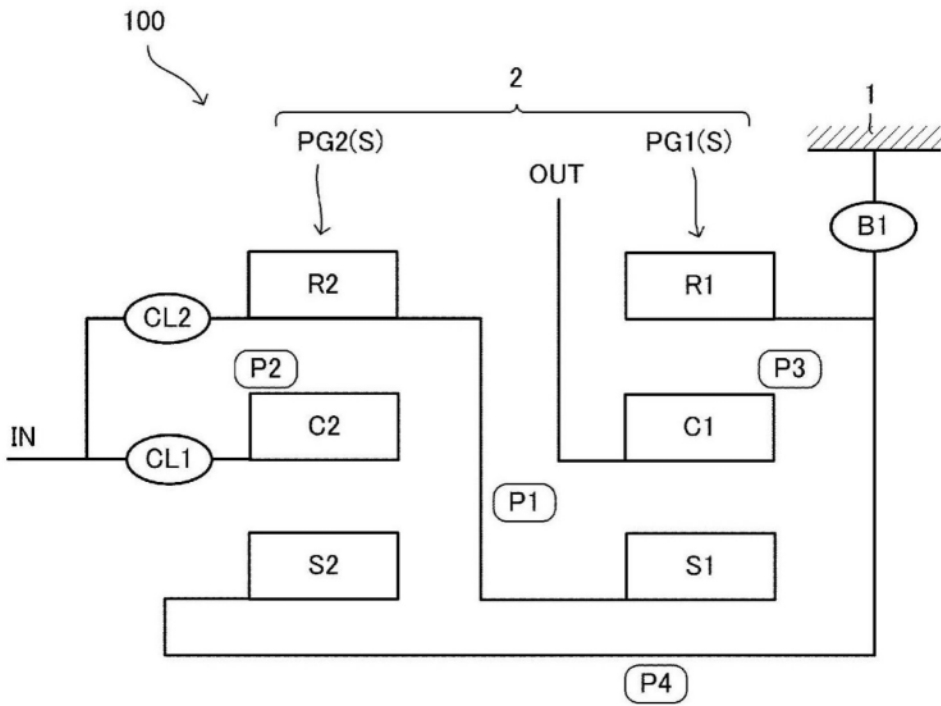 100
2
1
PG2(S)
PG1(S)
OUT
B1
R2
R1
CL2
P2
P3
IN
C2
C1
CL1
P1
S2
S1
P4